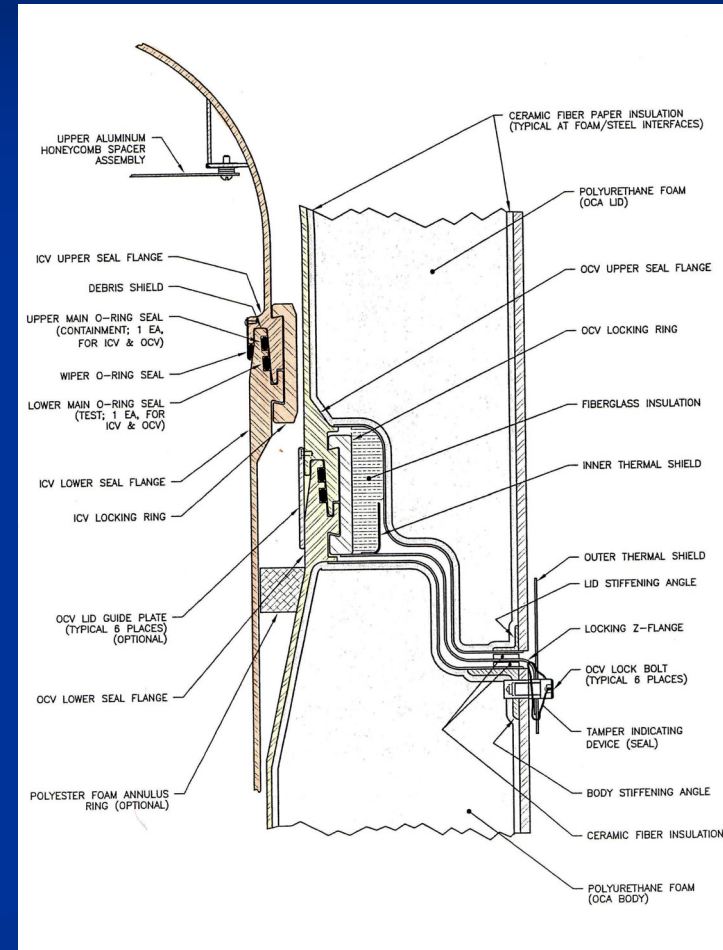 UPPER ALUMINUM
HONEYCOMB SPACER
ASSEMBLY
ICV UPPER SEAL FLANGE
DEBRIS SHIELD
UPPER MAIN O-RING SEAL
(CONTAINMENT; 1 EA,
FOR ICV & OCV)
WIPER O-RING SEAL
LOWER MAIN O-RING SEAL
(TEST; 1 EA, FOR
ICV & OCV)
ICV LOWER SEAL FLANGE
ICV LOCKING RING
OCV LID GUIDE PLATE
(TYPICAL 6 PLACES)
(OPTIONAL)
OCV LOWER SEAL FLANGE
POLYESTER FOAM ANNULUS
RING (OPTIONAL)
CERAMIC FIBER PAPER INSULATION
(TYPICAL AT FOAM/STEEL INTERFACES)
POLYURETHANE FOAM
(OCA LID)
OCV UPPER SEAL FLANGE
OCV LOCKING RING
FIBERGLASS INSULATION
INNER THERMAL SHIELD
OUTER THERMAL SHIELD
LID STIFFENING ANGLE
LOCKING Z-FLANGE
OCV LOCK BOLT
(TYPICAL 6 PLACES)
TAMPER INDICATING
DEVICE (SEAL)
BODY STIFFENING ANGLE
CERAMIC FIBER INSULATION
POLYURETHANE FOAM
(OCA BODY)